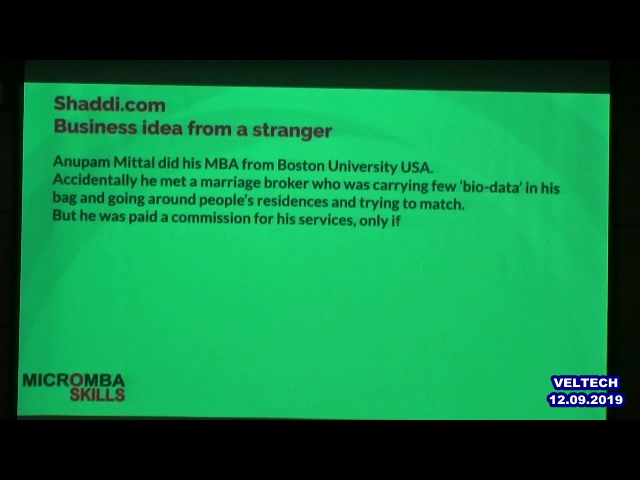 Shaddi.com
Business idea from a stranger
Anupam Mittal did his MBA from Boston University USA.
Accidentally he met a marriage broker who was carrying few ‘bio-data’ in his
bag and going around people’s residences and trying to match.
But he was paid a commission for his services, only if
MICROMBA
SKILLS
VELTECH
12.09.2019